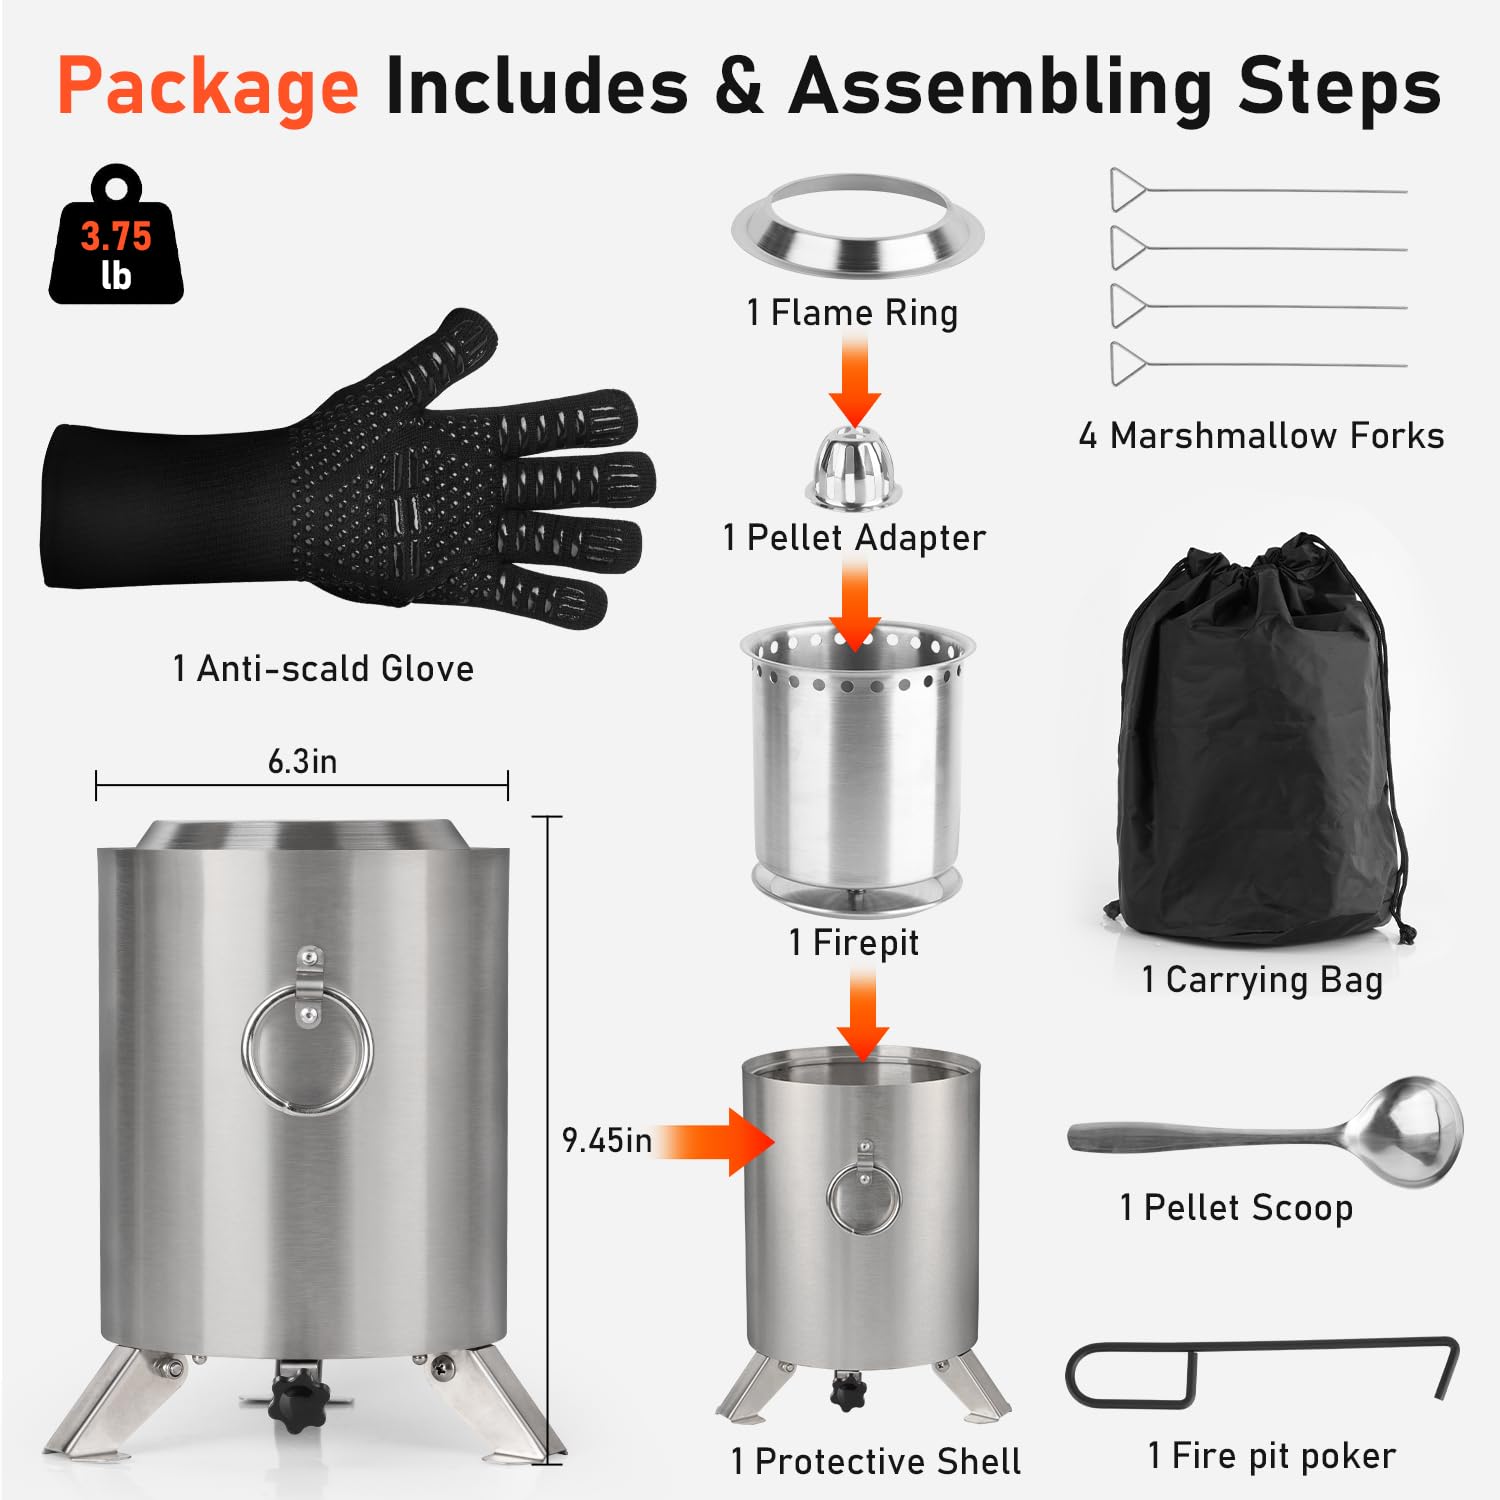 Package Includes & Assembling Steps
3.75
lb
1 Flame Ring
4 Marshmallow Forks
1 Pellet Adapter
1 Anti-scald Glove
6.3in
1 Firepit
1 Carrying Bag
9.45in
1 Pellet Scoop
1 Protective Shell
1 Fire pit poker